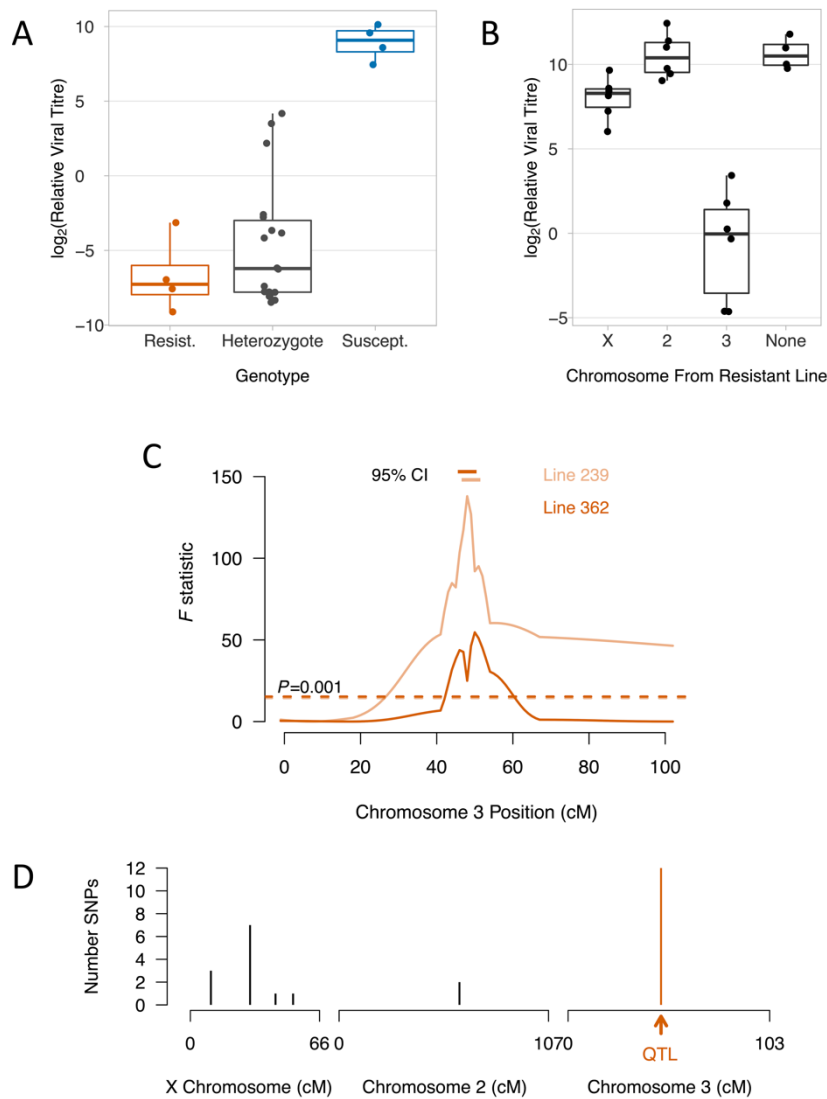 A
log2(Relative Viral Titre)
10
5
0
−5
−10
Resist. Heterozygote Suscept.
Genotype
B
log2(Relative Viral Titre)
10
5
0
−5
X 2 3 None
Chromosome From Resistant Line
C
F statistic
150
100
50
0
95% CI
Line 239
Line 362
P=0.001
0 20 40 60 80 100
Chromosome 3 Position (cM)
D
Number SNPs
12
10
8
6
4
2
0
0 66 0 1070 103
QTL
X Chromosome (cM) Chromosome 2 (cM) Chromosome 3 (cM)